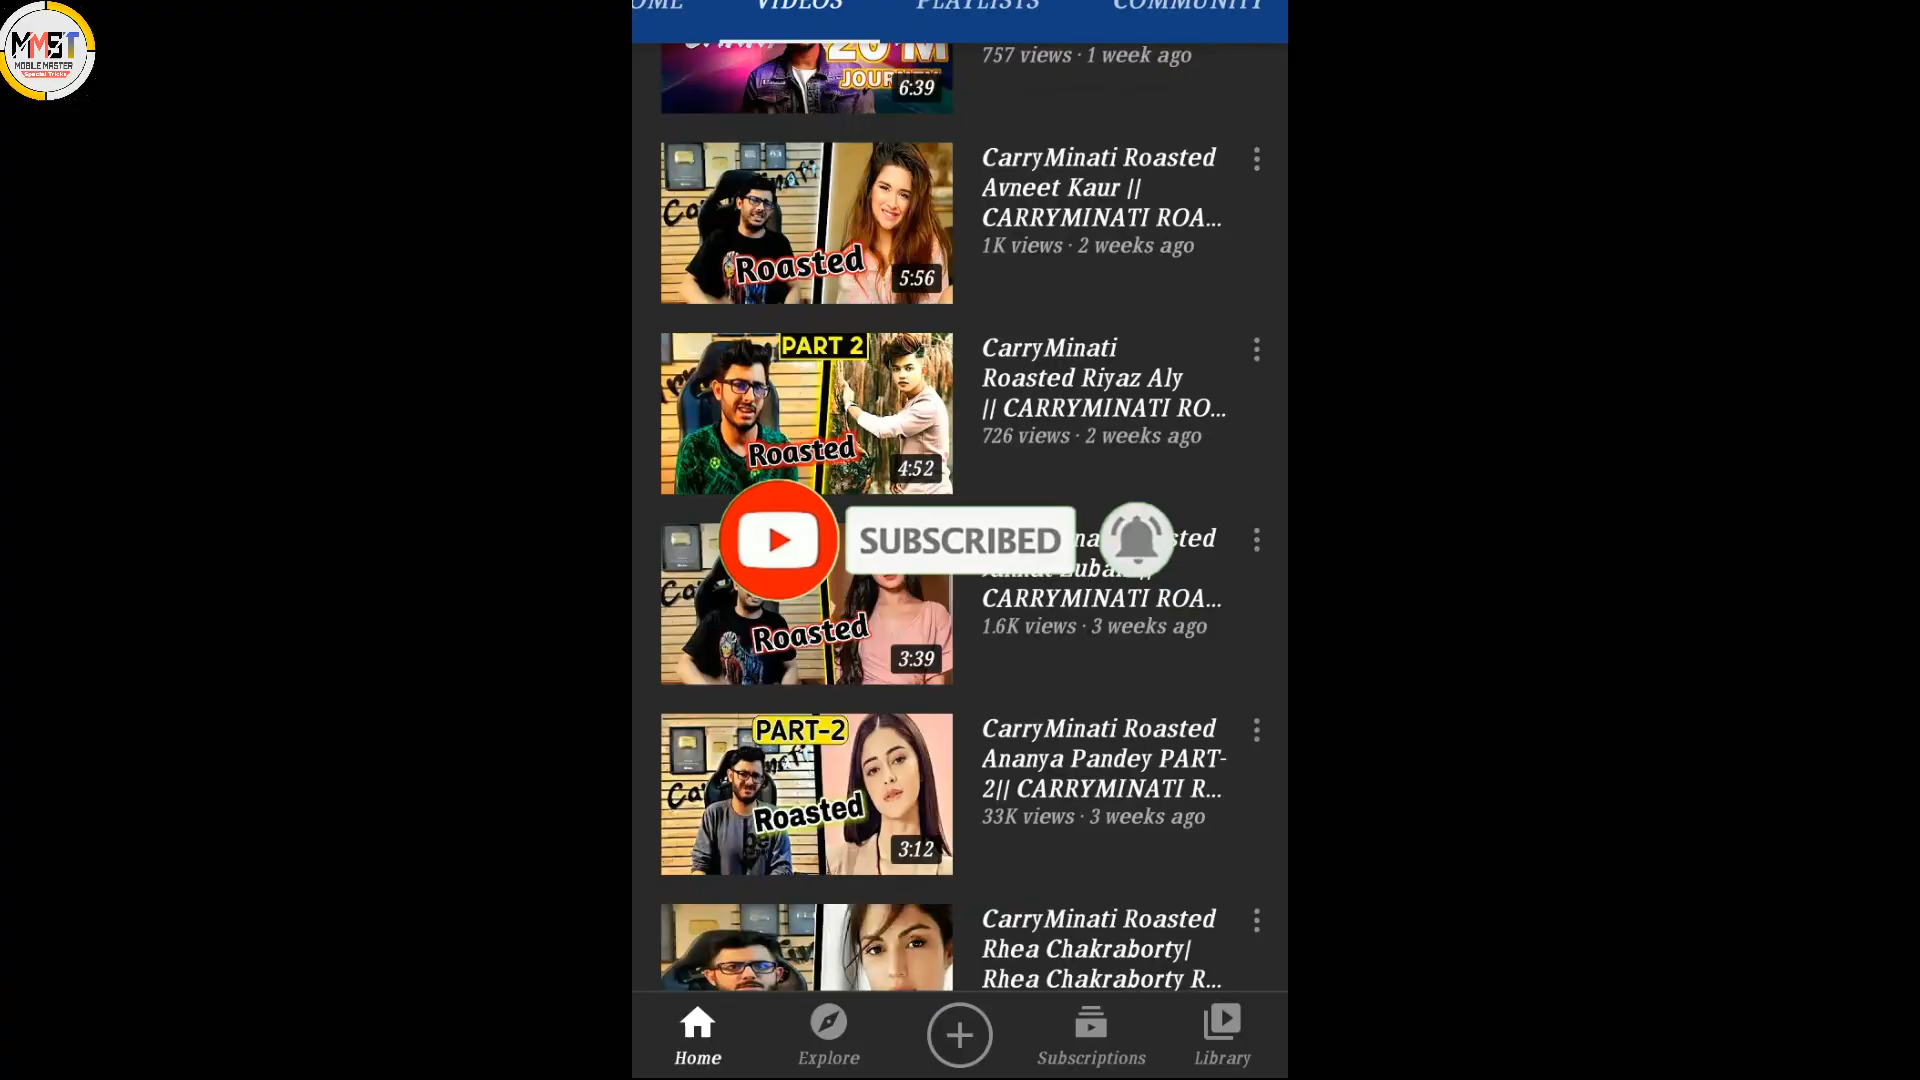 MMST
MOBILE MASTER
Special Tricks
VIDEOS
PLAYLISTS
COMMUNITY
20 M
6:39
757 views · 1 week ago
Roasted
5:56
CarryMinati Roasted
Avneet Kaur ||
CARRYMINATI ROA...
1K views · 2 weeks ago
PART 2
Roasted
4:52
CarryMinati
Roasted Riyaz Aly
|| CARRYMINATI RO...
726 views · 2 weeks ago
SUBSCRIBED
Roasted
3:39
CARRYMINATI ROA...
1.6K views · 3 weeks ago
PART-2
Roasted
3:12
CarryMinati Roasted
Ananya Pandey PART-
2|| CARRYMINATI R...
33K views · 3 weeks ago
CarryMinati Roasted
Rhea Chakraborty|
Rhea Chakraborty R...
Home
Explore
Subscriptions
Library